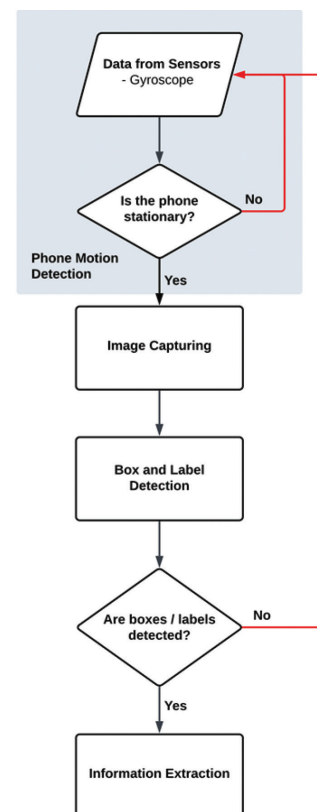 Data from Sensors
- Gyroscope
Is the phone
stationary?
No
Phone Motion
Detection
Yes
Image Capturing
Box and Label
Detection
Are boxes / labels
detected?
No
Yes
Information Extraction